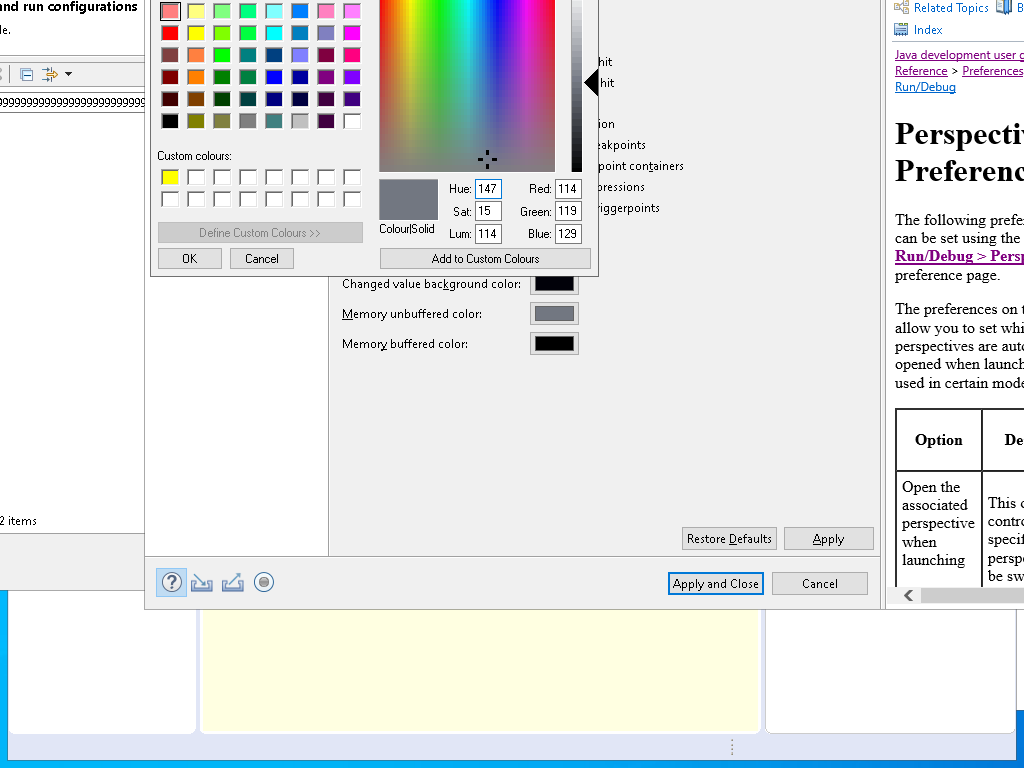 and run configurations
Custom colours:
Define Custom Colours >>
OK
Cancel
Hue: 147
Sat: 15
Lum: 114
Red: 114
Green: 119
Blue: 129
Colour|Solid
Add to Custom Colours
hit
hit
ion
eakpoints
point containers
pressions
riggerpoints
Changed value background color:
Memory unbuffered color:
Memory buffered color:
2 items
Restore Defaults
Apply
Apply and Close
Cancel
Related Topics
Index
Java development user g
Reference > Preferences
Run/Debug
Perspectiv
Preferenc
The following prefer
can be set using the
Run/Debug > Persp
preference page.
The preferences on t
allow you to set whi
perspectives are auto
opened when launch
used in certain mode
Option
De
Open the
associated
perspective
when
launching
This o
contro
specif
perspe
be sw